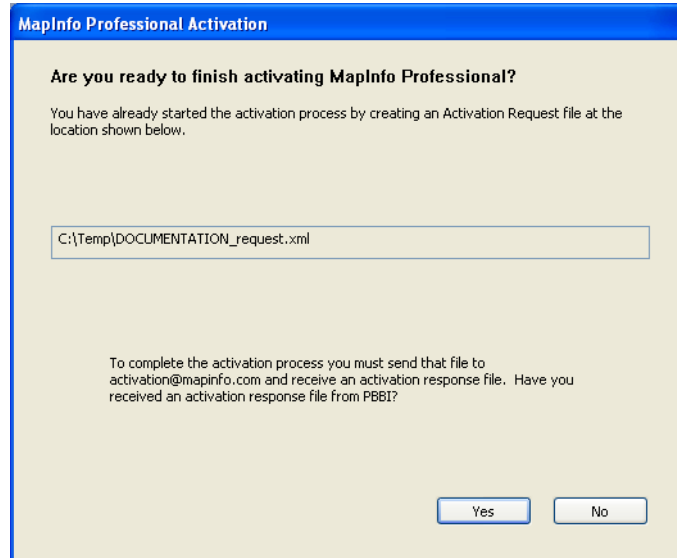 MapInfo Professional Activation
Are you ready to finish activating MapInfo Professional?
You have already started the activation process by creating an Activation Request file at the
location shown below.
C:\Temp\DOCUMENTATION_request.xml
To complete the activation process you must send that file to
activation@mapinfo.com and receive an activation response file.  Have you
received an activation response file from PBBI?
Yes
No